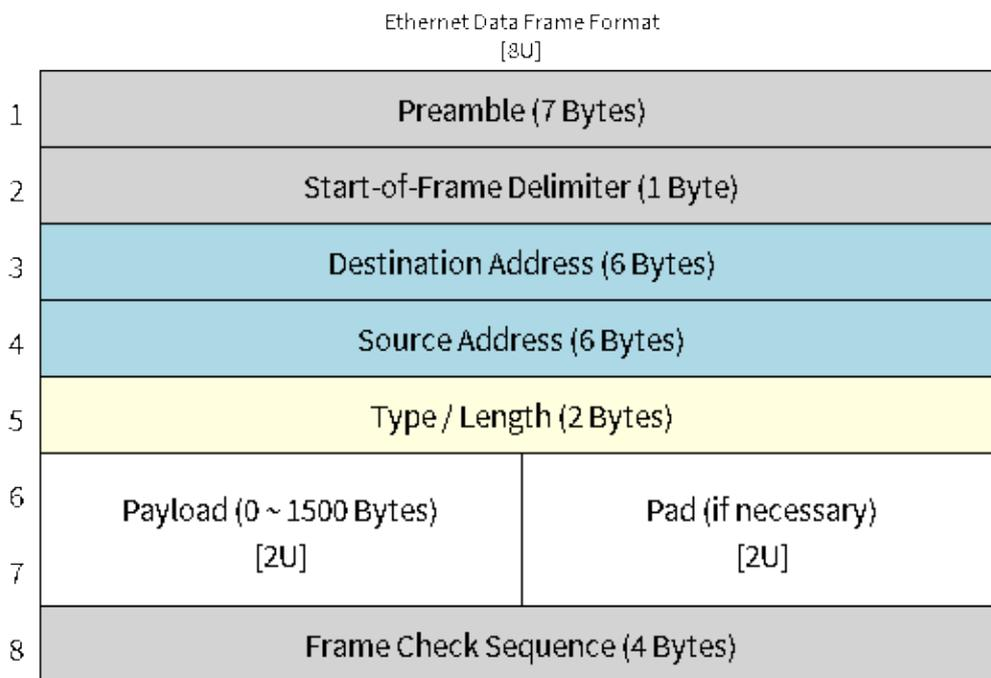 Ethernet Data Frame Format
[8U]
1
Preamble (7 Bytes)
2
Start-of-Frame Delimiter (1 Byte)
3
Destination Address (6 Bytes)
4
Source Address (6 Bytes)
5
Type / Length (2 Bytes)
6
Payload (0 ~ 1500 Bytes)
[2U]
Pad (if necessary)
[2U]
7
8
Frame Check Sequence (4 Bytes)